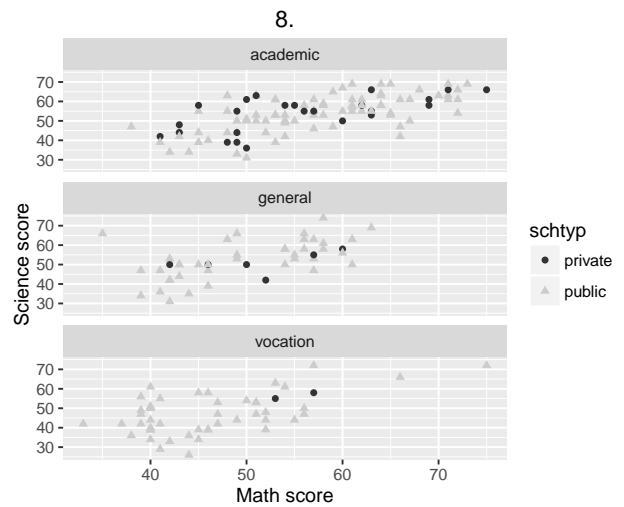 8.
academic
70
60
50
40
30
general
70
60
50
40
30
vocation
70
60
50
40
30
40 50 60 70
Math score
Science score
schtyp
private
public